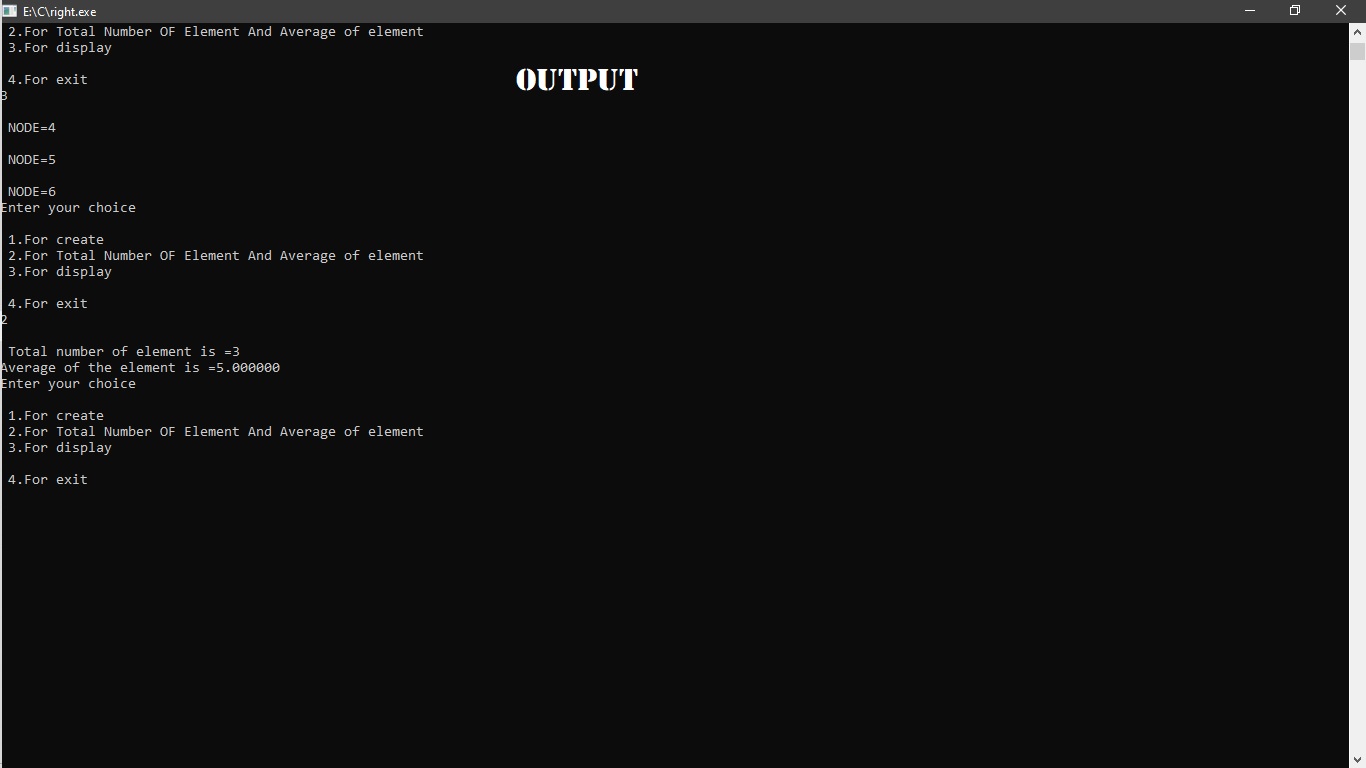 E:\C\right.exe
2.For Total Number OF Element And Average of element
3.For display
4.For exit
OUTPUT
3
NODE=4
NODE=5
NODE=6
Enter your choice
1.For create
2.For Total Number OF Element And Average of element
3.For display
4.For exit
2
Total number of element is =3
Average of the element is =5.000000
Enter your choice
1.For create
2.For Total Number OF Element And Average of element
3.For display
4.For exit